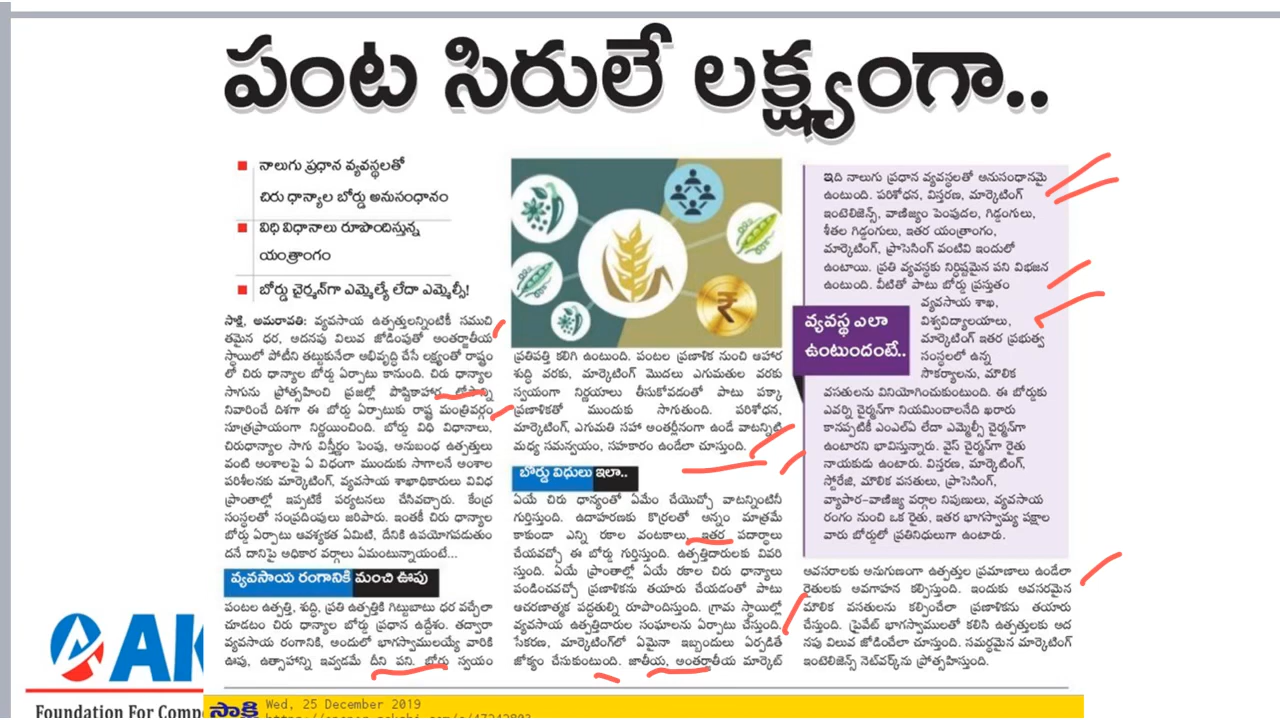 పంట సిరులే లక్ష్యంగా..
నాలుగు ప్రధాన వ్యవస్థలతో
చిరు ధాన్యాల బోర్డు అనుసంధానం
విధి విధానాలు రూపొందిస్తున్న
యంత్రాంగం
బోర్డు చైర్మన్‌గా ఎమ్మెల్యే లేదా ఎమ్మెల్సీ!
సాక్షి, అమరావతి: వ్యవసాయ ఉత్పత్తులన్నింటికీ సముచి
తమైన ధర, అదనపు విలువ జోడింపుతో అంతర్జాతీయ
స్థాయిలో పోటీని తట్టుకునేలా అభివృద్ధి చేసే లక్ష్యంతో రాష్ట్రం
లో చిరు ధాన్యాల బోర్డు ఏర్పాటు కానుంది. చిరు ధాన్యాల
సాగును ప్రోత్సహించి ప్రజల్లో పౌష్టికాహార లోపాన్ని
నివారించే దిశగా ఈ బోర్డు ఏర్పాటుకు రాష్ట్ర మంత్రివర్గం
సూత్రప్రాయంగా నిర్ణయించింది. బోర్డు విధి విధానాలు,
చిరుధాన్యాల సాగు విస్తీర్ణం పెంపు, అనుబంధ ఉత్పత్తులు
వంటి అంశాలపై ఏ విధంగా ముందుకు సాగాలనే అంశాల
పరిశీలనకు మార్కెటింగ్, వ్యవసాయ శాఖాధికారులు వివిధ
ప్రాంతాల్లో ఇప్పటికే పర్యటనలు చేసివచ్చారు. కేంద్ర
సంస్థలతో సంప్రదింపులు జరిపారు. ఇంతకీ చిరు ధాన్యాల
బోర్డు ఏర్పాటు ఆవశ్యకత ఏమిటి, దేనికి ఉపయోగపడుతుం
దనే దానిపై అధికార వర్గాలు ఏమంటున్నాయంటే...
వ్యవసాయ రంగానికి మంచి ఊపు
పంటల ఉత్పత్తి, శుద్ధి, ప్రతి ఉత్పత్తికి గిట్టుబాటు ధర వచ్చేలా
చూడటం చిరు ధాన్యాల బోర్డు ప్రధాన ఉద్దేశం. తద్వారా
వ్యవసాయ రంగానికి, అందులో భాగస్వాములయ్యే వారికి
ఊపు, ఉత్సాహాన్ని ఇవ్వడమే దీని పని. బోర్డు స్వయం
ప్రతిపత్తి కలిగి ఉంటుంది. పంటల ప్రణాళిక నుంచి ఆహార
శుద్ధి వరకు, మార్కెటింగ్ మొదలు ఎగుమతుల వరకు
స్వయంగా నిర్ణయాలు తీసుకోవడంతో పాటు పక్కా
ప్రణాళికతో ముందుకు సాగుతుంది. పరిశోధన,
మార్కెటింగ్, ఎగుమతి సహా అంతర్లీనంగా ఉండే వాటన్నిటి
మధ్య సమన్వయం, సహకారం ఉండేలా చూస్తుంది.
బోర్డు విధులు ఇలా..
ఏయే చిరు ధాన్యంతో ఏమేం చేయొచ్చో వాటన్నింటినీ
గుర్తిస్తుంది. ఉదాహరణకు కొర్రలతో అన్నం మాత్రమే
కాకుండా ఎన్ని రకాల వంటకాలు, ఇతర పదార్థాలు
చేయవచ్చో ఈ బోర్డు గుర్తిస్తుంది. ఉత్పత్తిదారులకు వివరి
స్తుంది. ఏయే ప్రాంతాల్లో ఏయే రకాల చిరు ధాన్యాలు
పండించవచ్చో ప్రణాళికను తయారు చేయడంతో పాటు
ఆచరణాత్మక పద్ధతుల్ని రూపొందిస్తుంది. గ్రామ స్థాయిల్లో
వ్యవసాయ ఉత్పత్తిదారుల సంఘాలను ఏర్పాటు చేస్తుంది.
సేకరణ, మార్కెటింగ్‌లో ఏమైనా ఇబ్బందులు ఏర్పడితే
జోక్యం చేసుకుంటుంది. జాతీయ, అంతర్జాతీయ మార్కెట్
ఇది నాలుగు ప్రధాన వ్యవస్థలతో అనుసంధానమై
ఉంటుంది. పరిశోధన, విస్తరణ, మార్కెటింగ్
ఇంటెలిజెన్స్, వాణిజ్యం పెంపుదల, గిడ్డంగులు,
శీతల గిడ్డంగులు, ఇతర యంత్రాంగం,
మార్కెటింగ్, ప్రాసెసింగ్ వంటివి ఇందులో
ఉంటాయి. ప్రతి వ్యవస్థకు నిర్దిష్టమైన పని విభజన
ఉంటుంది. వీటితో పాటు బోర్డు ప్రస్తుతం
వ్యవసాయ శాఖ,
విశ్వవిద్యాలయాలు,
మార్కెటింగ్ ఇతర ప్రభుత్వ
సంస్థలలో ఉన్న
సౌకర్యాలను, మౌలిక
వ్యవస్థ ఎలా
ఉంటుందంటే..
వసతులను వినియోగించుకుంటుంది. ఈ బోర్డుకు
ఎవర్ని చైర్మన్‌గా నియమించాలనేది ఖరారు
కానప్పటికీ ఎంఎల్ఏ లేదా ఎమ్మెల్సీ చైర్మన్‌గా
ఉంటారని భావిస్తున్నారు. వైస్ చైర్మన్‌గా రైతు
నాయకుడు ఉంటారు. విస్తరణ, మార్కెటింగ్,
స్టోరేజి, మౌలిక వసతులు, ప్రాసెసింగ్,
వ్యాపార-వాణిజ్య వర్గాల నిపుణులు, వ్యవసాయ
రంగం నుంచి ఒక రైతు, ఇతర భాగస్వామ్య పక్షాల
వారు బోర్డులో ప్రతినిధులుగా ఉంటారు.
అవసరాలకు అనుగుణంగా ఉత్పత్తుల ప్రమాణాలు ఉండేలా
రైతులకు అవగాహన కల్పిస్తుంది. ఇందుకు అవసరమైన
మౌలిక వసతులను కల్పించేలా ప్రణాళికను తయారు
చేస్తుంది. ప్రైవేట్ భాగస్వాములతో కలిసి ఉత్పత్తులకు అద
నపు విలువ జోడించేలా చూస్తుంది. సమర్థమైన మార్కెటింగ్
ఇంటెలిజెన్స్ నెట్‌వర్క్‌ను ప్రోత్సహిస్తుంది.
AK
Foundation For Comp
సాక్షి Wed, 25 December 2019